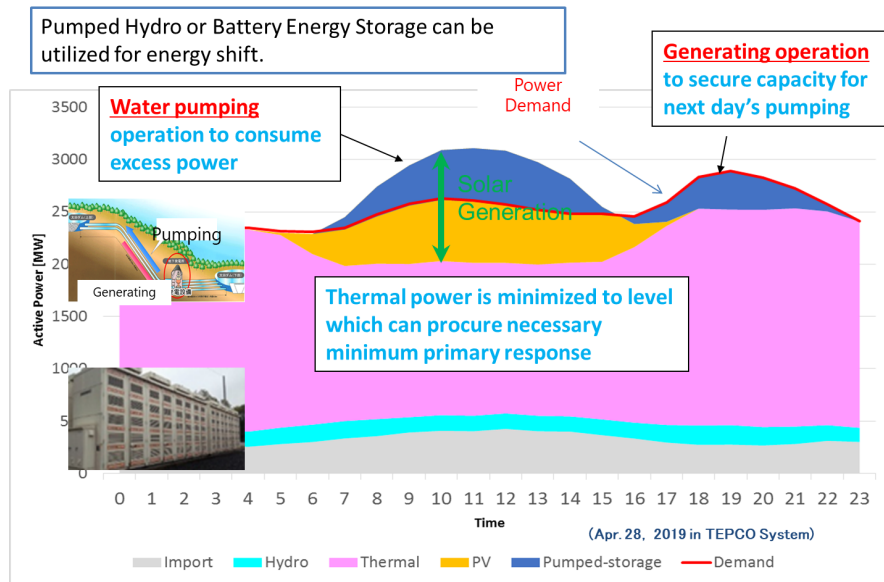 Pumped Hydro or Battery Energy Storage can be
utilized for energy shift.
Water pumping
operation to consume
excess power
Power
Demand
Generating operation
to secure capacity for
next day's pumping
Solar
Generation
Pumping
Generating
Thermal power is minimized to level
which can procure necessary
minimum primary response
Active Power [MW]
3500
3000
1500
0
0 1 2 3 4 5 6 7 8 9 10 11 12 13 14 15 16 17 18 19 20 21 22 23
Time
(Apr. 28, 2019 in TEPCO System)
Import Hydro Thermal PV Pumped-storage Demand